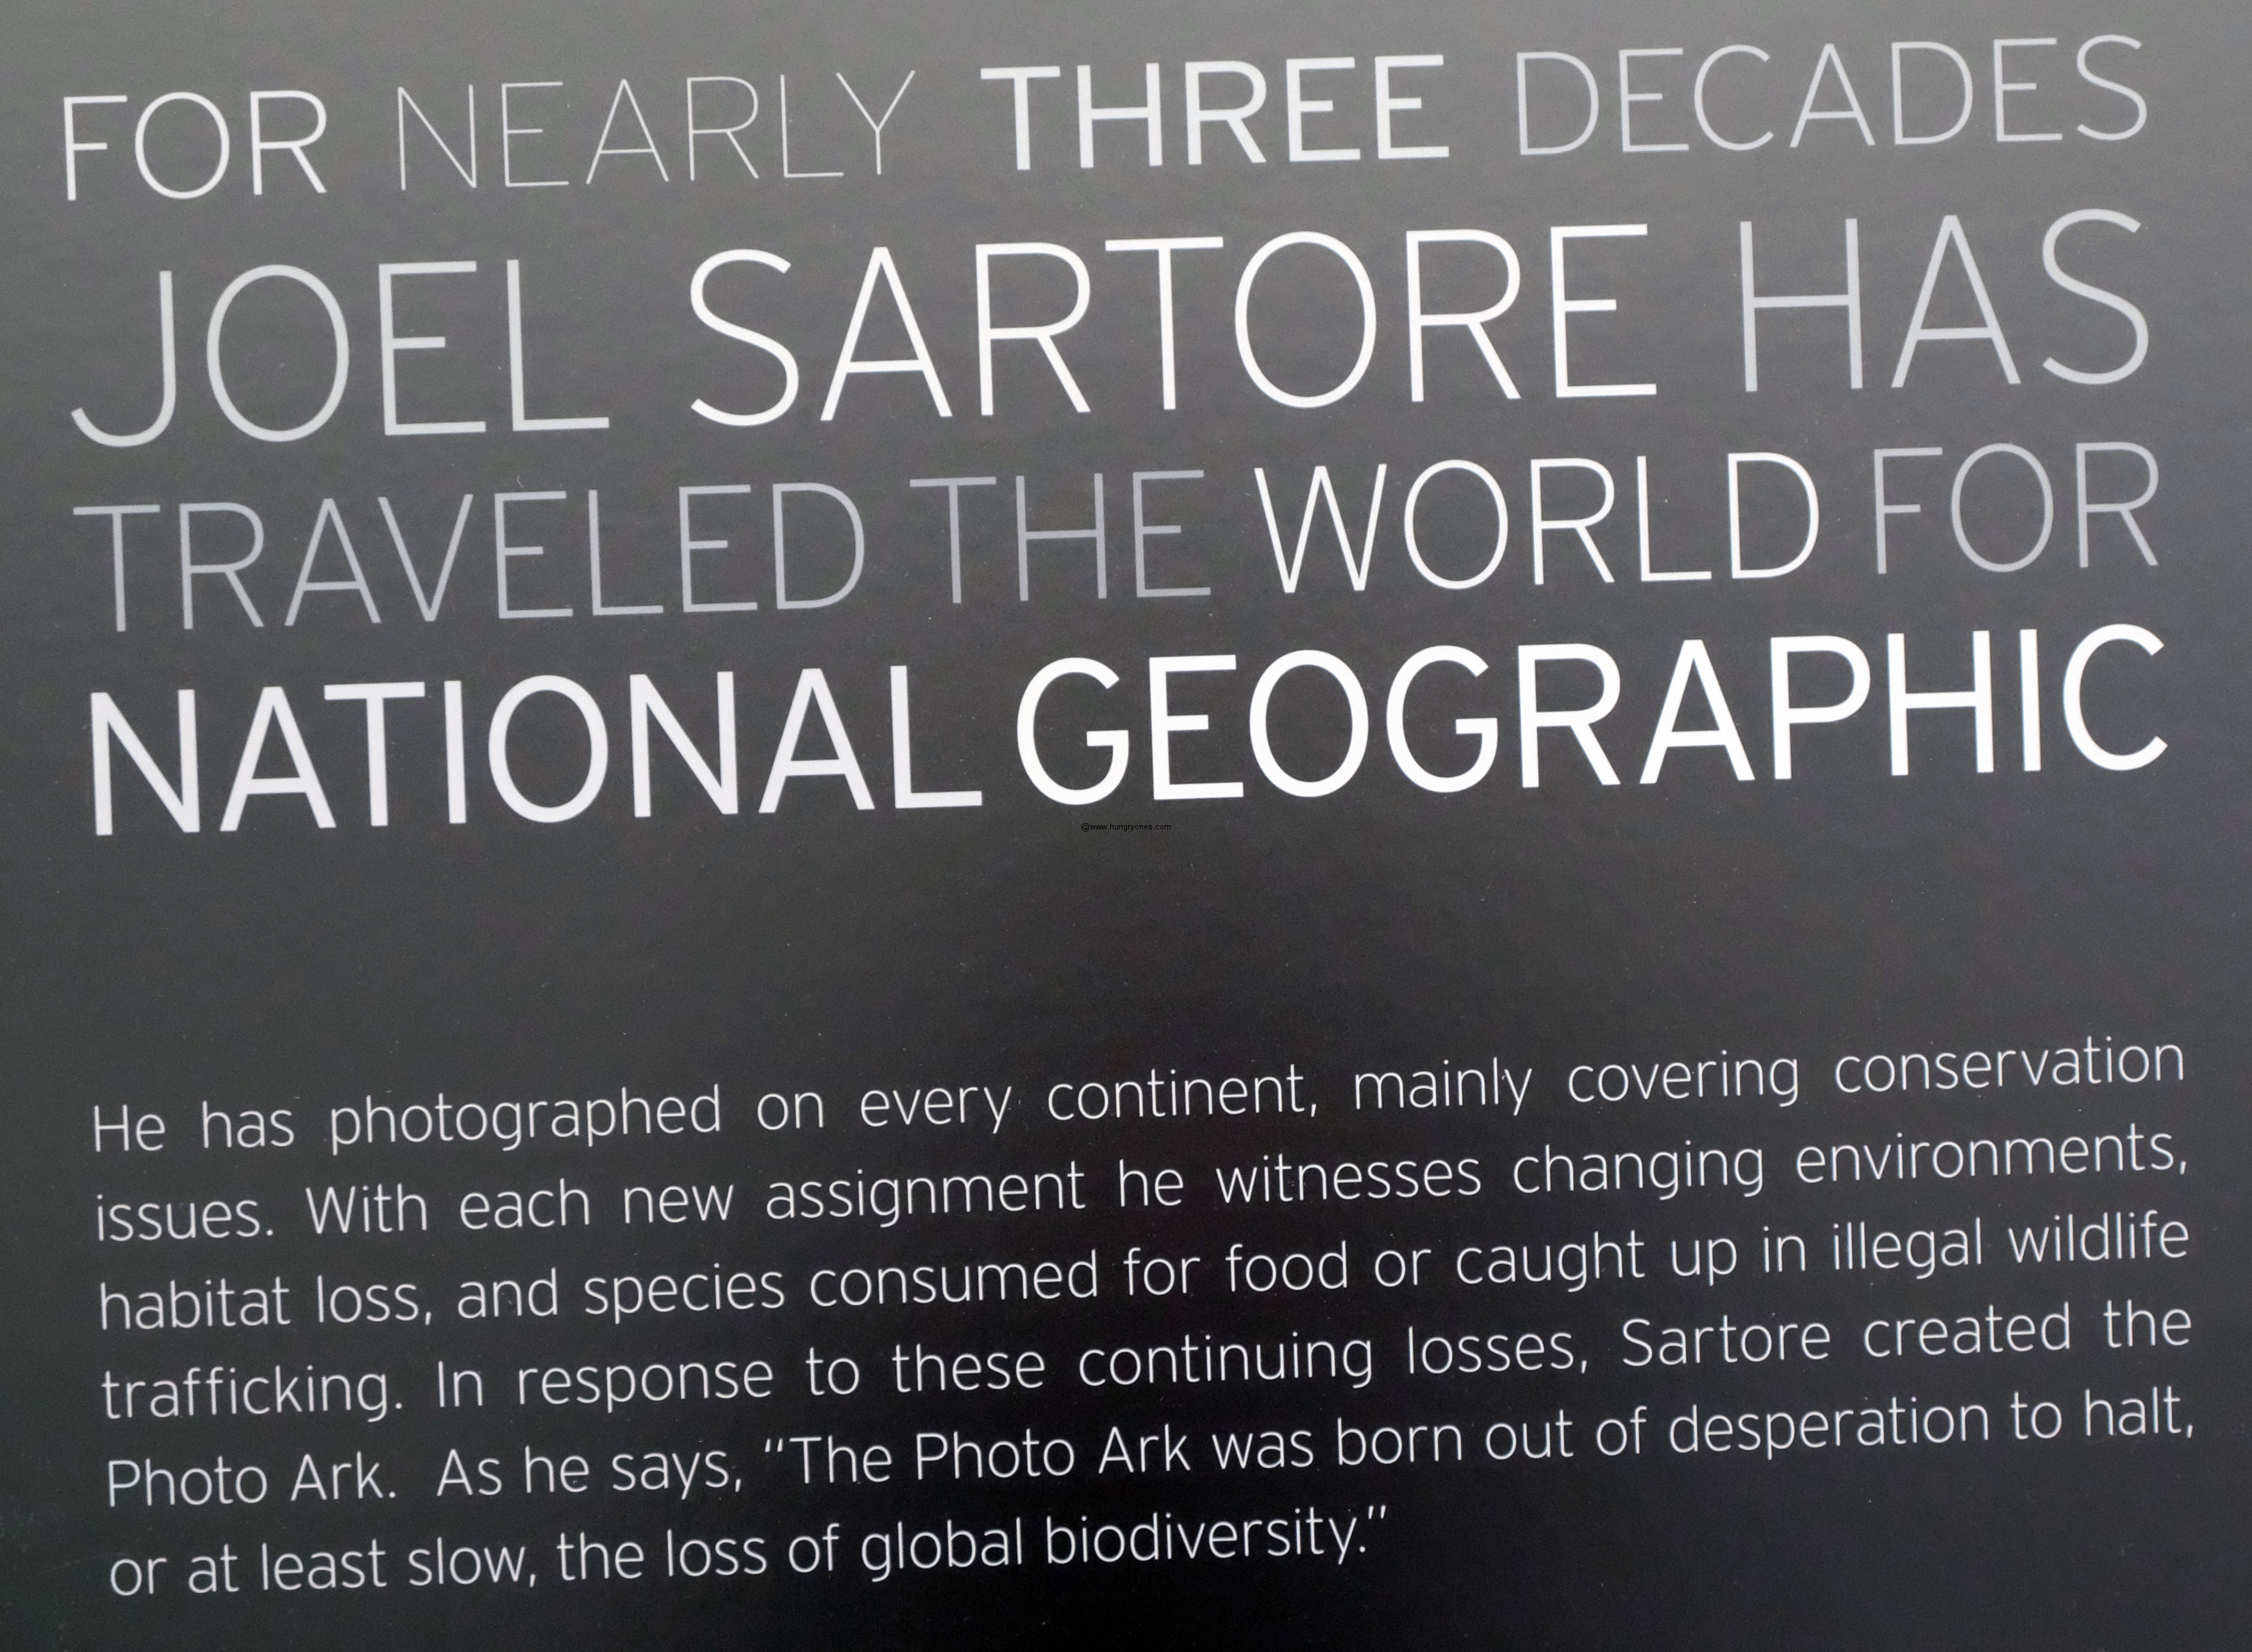 FOR NEARLY THREE DECADES
JOEL SARTORE HAS
TRAVELED THE WORLD FOR
NATIONAL GEOGRAPHIC
@www.hungryones.com
He has photographed on every continent, mainly covering conservation
issues. With each new assignment he witnesses changing environments,
habitat loss, and species consumed for food or caught up in illegal wildlife
trafficking. In response to these continuing losses, Sartore created the
Photo Ark. As he says, "The Photo Ark was born out of desperation to halt,
or at least slow, the loss of global biodiversity."